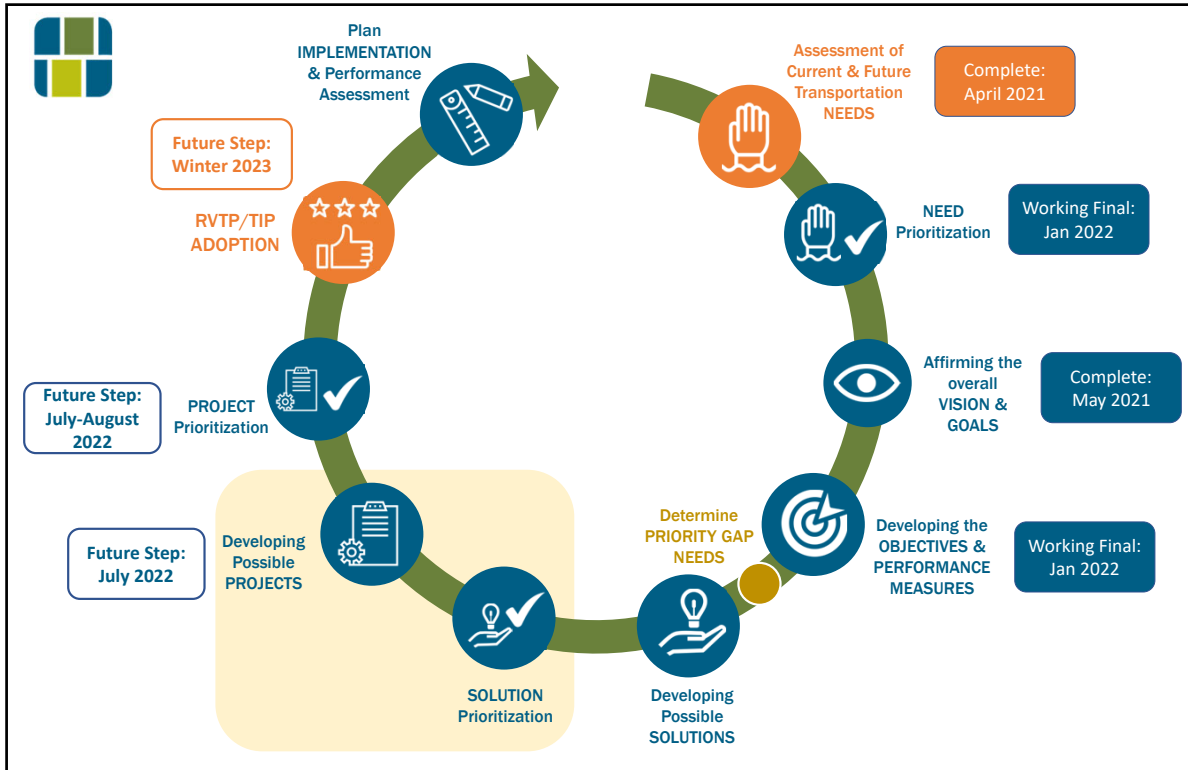 Plan
IMPLEMENTATION
& Performance
Assessment
Assessment of
Current & Future
Transportation
NEEDS
Complete:
April 2021
Future Step:
Winter 2023
RVTP/TIP
ADOPTION
NEED
Prioritization
Working Final:
Jan 2022
Affirming the
overall
VISION &
GOALS
Complete:
May 2021
Future Step:
July-August
2022
PROJECT
Prioritization
Determine
PRIORITY GAP
NEEDS
Developing the
OBJECTIVES &
PERFORMANCE
MEASURES
Working Final:
Jan 2022
Future Step:
July 2022
Developing
Possible
PROJECTS
SOLUTION
Prioritization
Developing
Possible
SOLUTIONS